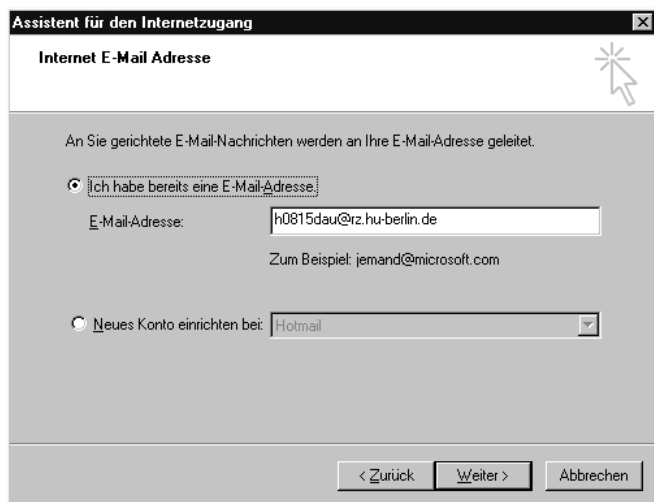 Assistent für den Internetzugang
Internet E-Mail Adresse
An Sie gerichtete E-Mail-Nachrichten werden an Ihre E-Mail-Adresse geleitet.
Ich habe bereits eine E-Mail-Adresse.
E-Mail-Adresse: h0815dau@rz.hu-berlin.de
Zum Beispiel: jemand@microsoft.com
Neues Konto einrichten bei: Hotmail
< Zurück Weiter > Abbrechen